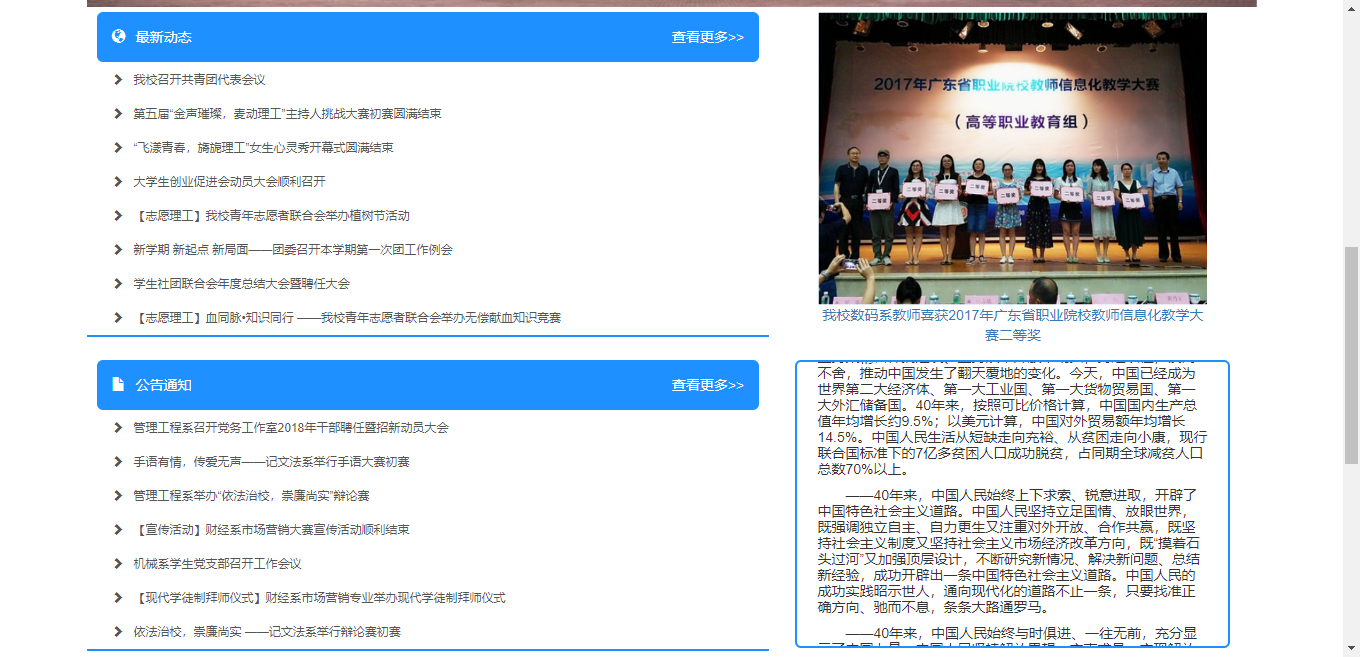 最新动态
查看更多>>
我校召开共青团代表会议
第五届“金声璀璨，麦动理工”主持人挑战大赛初赛圆满结束
“飞漾青春，旖旎理工”女生心灵秀开幕式圆满结束
大学生创业促进会动员大会顺利召开
【志愿理工】我校青年志愿者联合会举办植树节活动
新学期 新起点 新局面——团委召开本学期第一次团工作例会
学生社团联合会年度总结大会暨聘任大会
【志愿理工】血同脉•知识同行 ——我校青年志愿者联合会举办无偿献血知识竞赛
2017年广东省职业院校教师信息化教学大赛
（高等职业教育组）
二等奖
二等奖
二等奖
二等奖
二等奖
二等奖
二等奖
二等奖
二等奖
我校数码系教师喜获2017年广东省职业院校教师信息化教学大
赛二等奖
公告通知
查看更多>>
管理工程系召开党务工作室2018年干部聘任暨招新动员大会
手语有情，传爱无声——记文法系举行手语大赛初赛
管理工程系举办“依法治校，崇廉尚实”辩论赛
【宣传活动】财经系市场营销大赛宣传活动顺利结束
机械系学生党支部召开工作会议
【现代学徒制拜师仪式】财经系市场营销专业举办现代学徒制拜师仪式
依法治校，崇廉尚实 ——记文法系举行辩论赛初赛
不舍，推动中国发生了翻天覆地的变化。今天，中国已经成为
世界第二大经济体、第一大工业国、第一大货物贸易国、第一
大外汇储备国。40年来，按照可比价格计算，中国国内生产总
值年均增长约9.5%；以美元计算，中国对外贸易额年均增长
14.5%。中国人民生活从短缺走向充裕、从贫困走向小康，现行
联合国标准下的7亿多贫困人口成功脱贫，占同期全球减贫人口
总数70%以上。
——40年来，中国人民始终上下求索、锐意进取，开辟了
中国特色社会主义道路。中国人民坚持立足国情、放眼世界，
既强调独立自主、自力更生又注重对外开放、合作共赢，既坚
持社会主义制度又坚持社会主义市场经济改革方向，既“摸着石
头过河”又加强顶层设计，不断研究新情况、解决新问题、总结
新经验，成功开辟出一条中国特色社会主义道路。中国人民的
成功实践昭示世人，通向现代化的道路不止一条，只要找准正
确方向、驰而不息，条条大路通罗马。
——40年来，中国人民始终与时俱进、一往无前，充分显